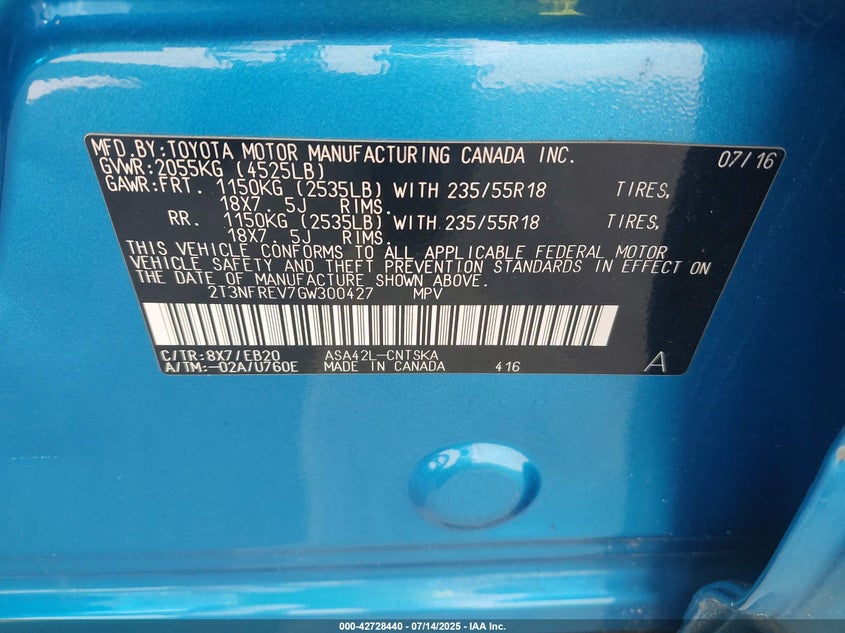 MFD.BY:TOYOTA MOTOR MANUFACTURING CANADA INC. 07/16
GVWR:2055KG (4525LB)
GAWR:FRT. 1150KG (2535LB) WITH 235/55R18 TIRES,
18X7. 5J RIMS.
RR. 1150KG (2535LB) WITH 235/55R18 TIRES,
18X7. 5J RIMS.
THIS VEHICLE CONFORMS TO ALL APPLICABLE FEDERAL MOTOR
VEHICLE SAFETY AND THEFT PREVENTION STANDARDS IN EFFECT ON
THE DATE OF MANUFACTURE SHOWN ABOVE.
2T3NFREV7GW300427 MPV
C/TR:8X7/EB20 ASA42L-CNTSKA
A/TM:-02A/U760E MADE IN CANADA 416 A
000-42728440 - 07/14/2025 - IAA Inc.